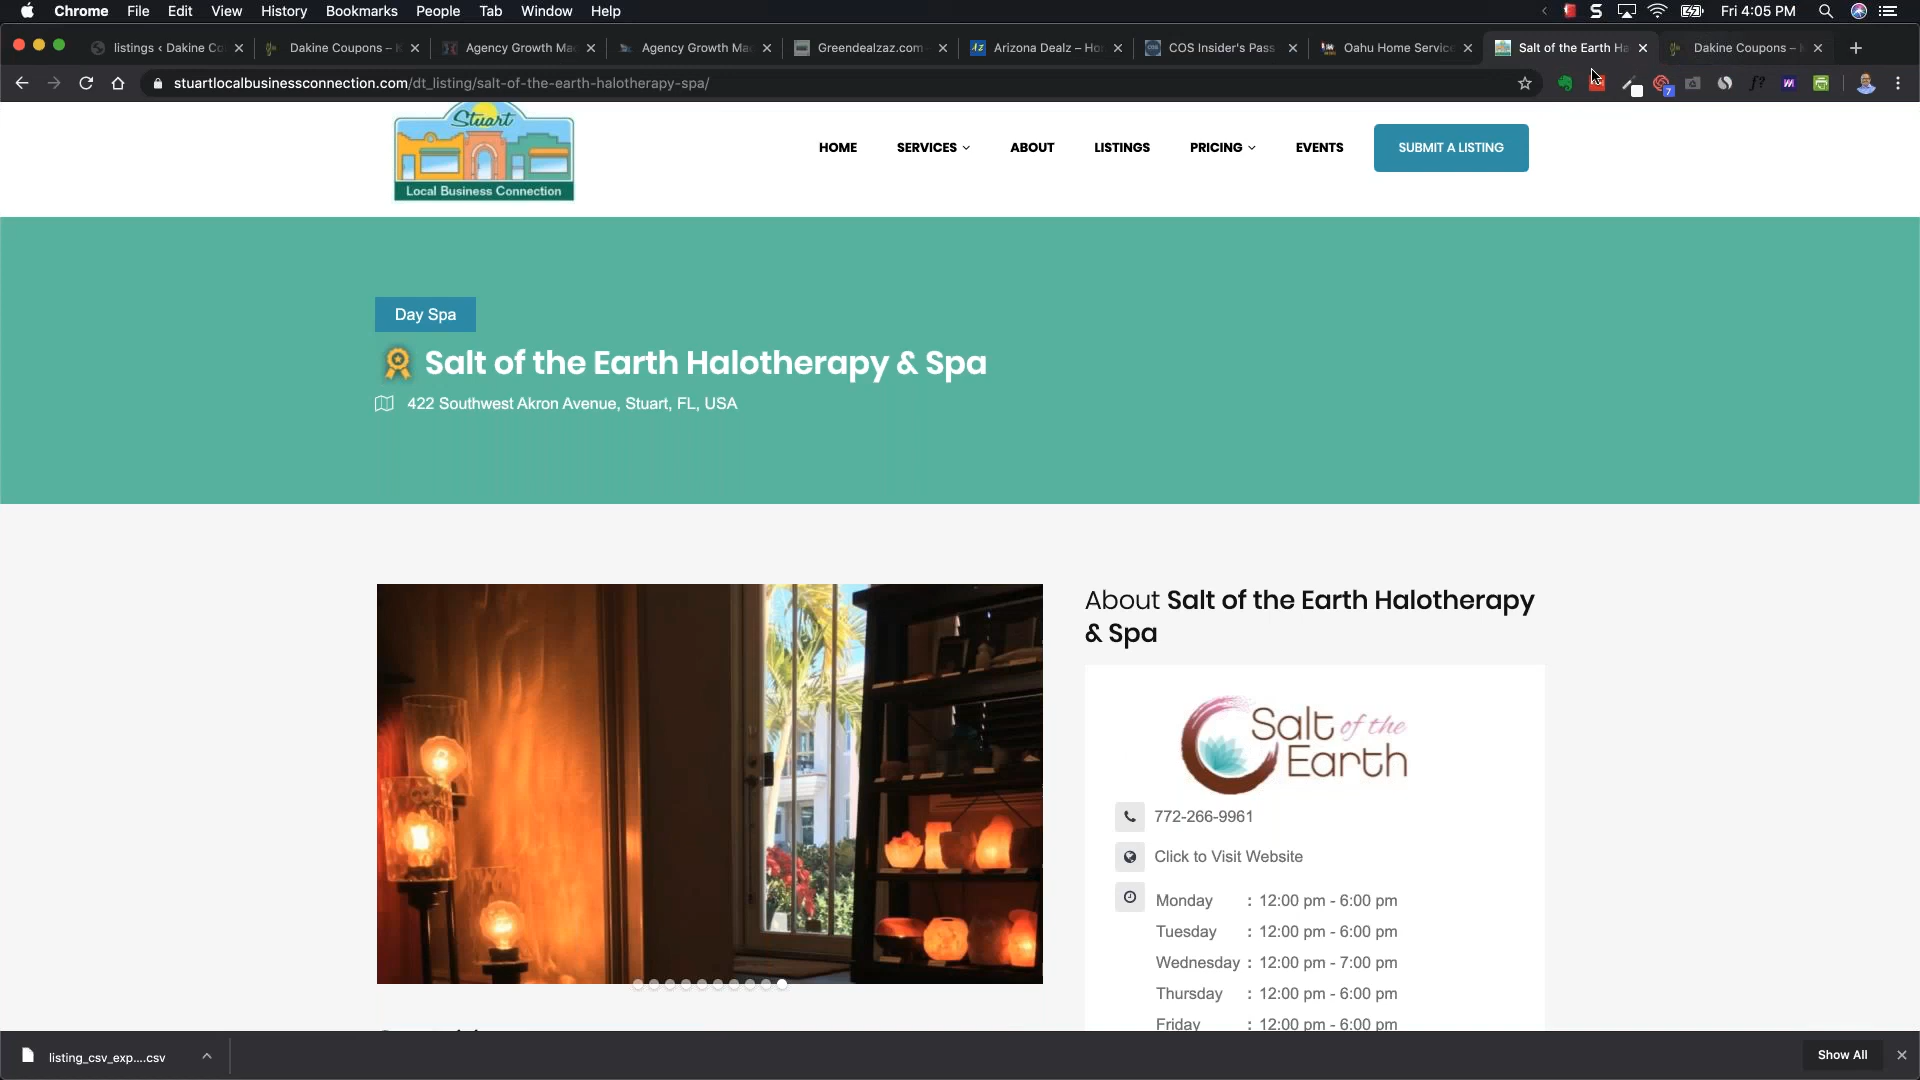 Chrome File Edit View History Bookmarks People Tab Window Help
Fri 4:05 PM
listings ‹ Dakine Co
Dakine Coupons –
Agency Growth Ma
Agency Growth Ma
Greendealzaz.com
Arizona Dealz – Ho
COS Insider's Pass
Oahu Home Service
Salt of the Earth Ha
Dakine Coupons –
stuartlocalbusinessconnection.com/dt_listing/salt-of-the-earth-halotherapy-spa/
7
Stuart
Local Business Connection
HOME SERVICES ABOUT LISTINGS PRICING EVENTS SUBMIT A LISTING
Day Spa
Salt of the Earth Halotherapy & Spa
422 Southwest Akron Avenue, Stuart, FL, USA
About Salt of the Earth Halotherapy
& Spa
Salt of the
Earth
772-266-9961
Click to Visit Website
Monday : 12:00 pm - 6:00 pm
Tuesday : 12:00 pm - 6:00 pm
Wednesday : 12:00 pm - 7:00 pm
Thursday : 12:00 pm - 6:00 pm
Friday : 12:00 pm - 6:00 pm
listing_csv_exp....csv
Show All